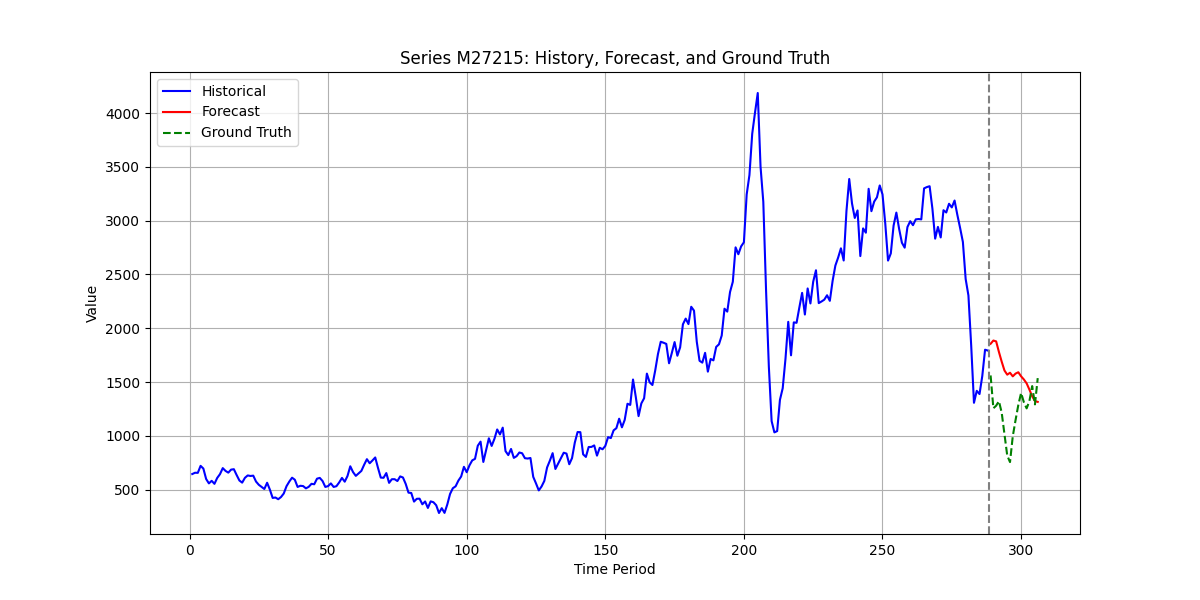 Series M27215: History, Forecast, and Ground Truth
Historical
Forecast
Ground Truth
4000
3500
3000
2500
2000
1500
1000
500
Value
0
50
100
150
200
250
300
Time Period